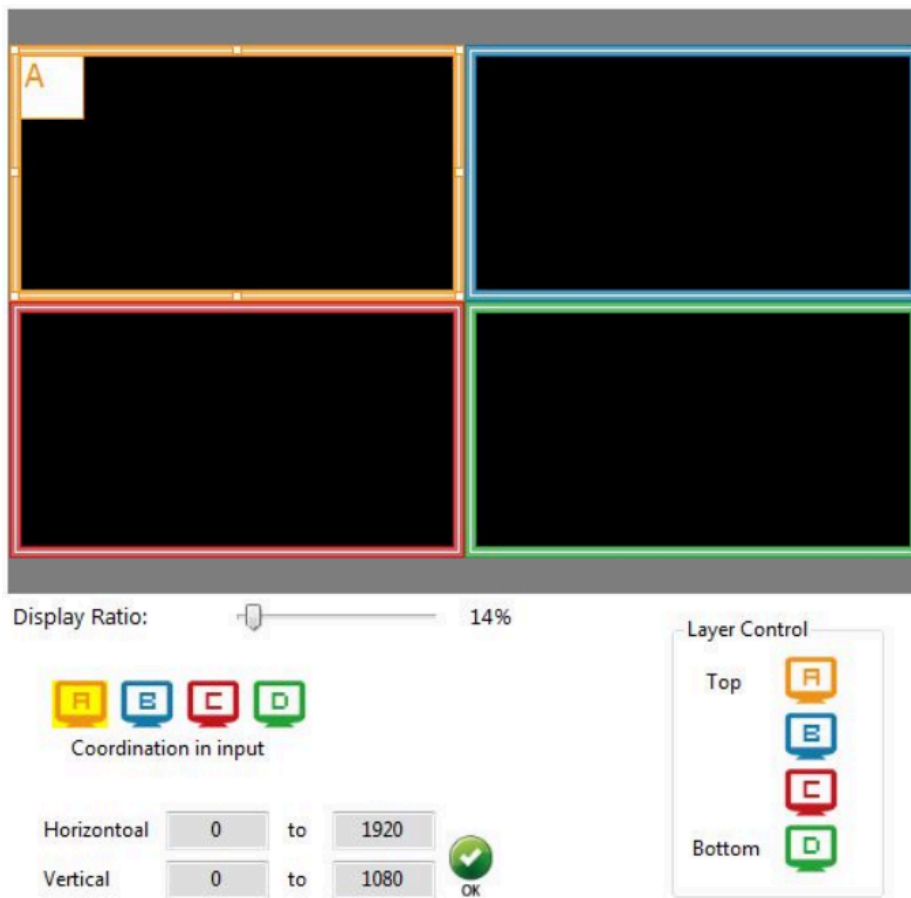 A
Display Ratio: 14%
Layer Control
Top A
A B C D
B
Coordination in input
C
Horizontoal 0 to 1920
Bottom D
Vertical 0 to 1080
OK